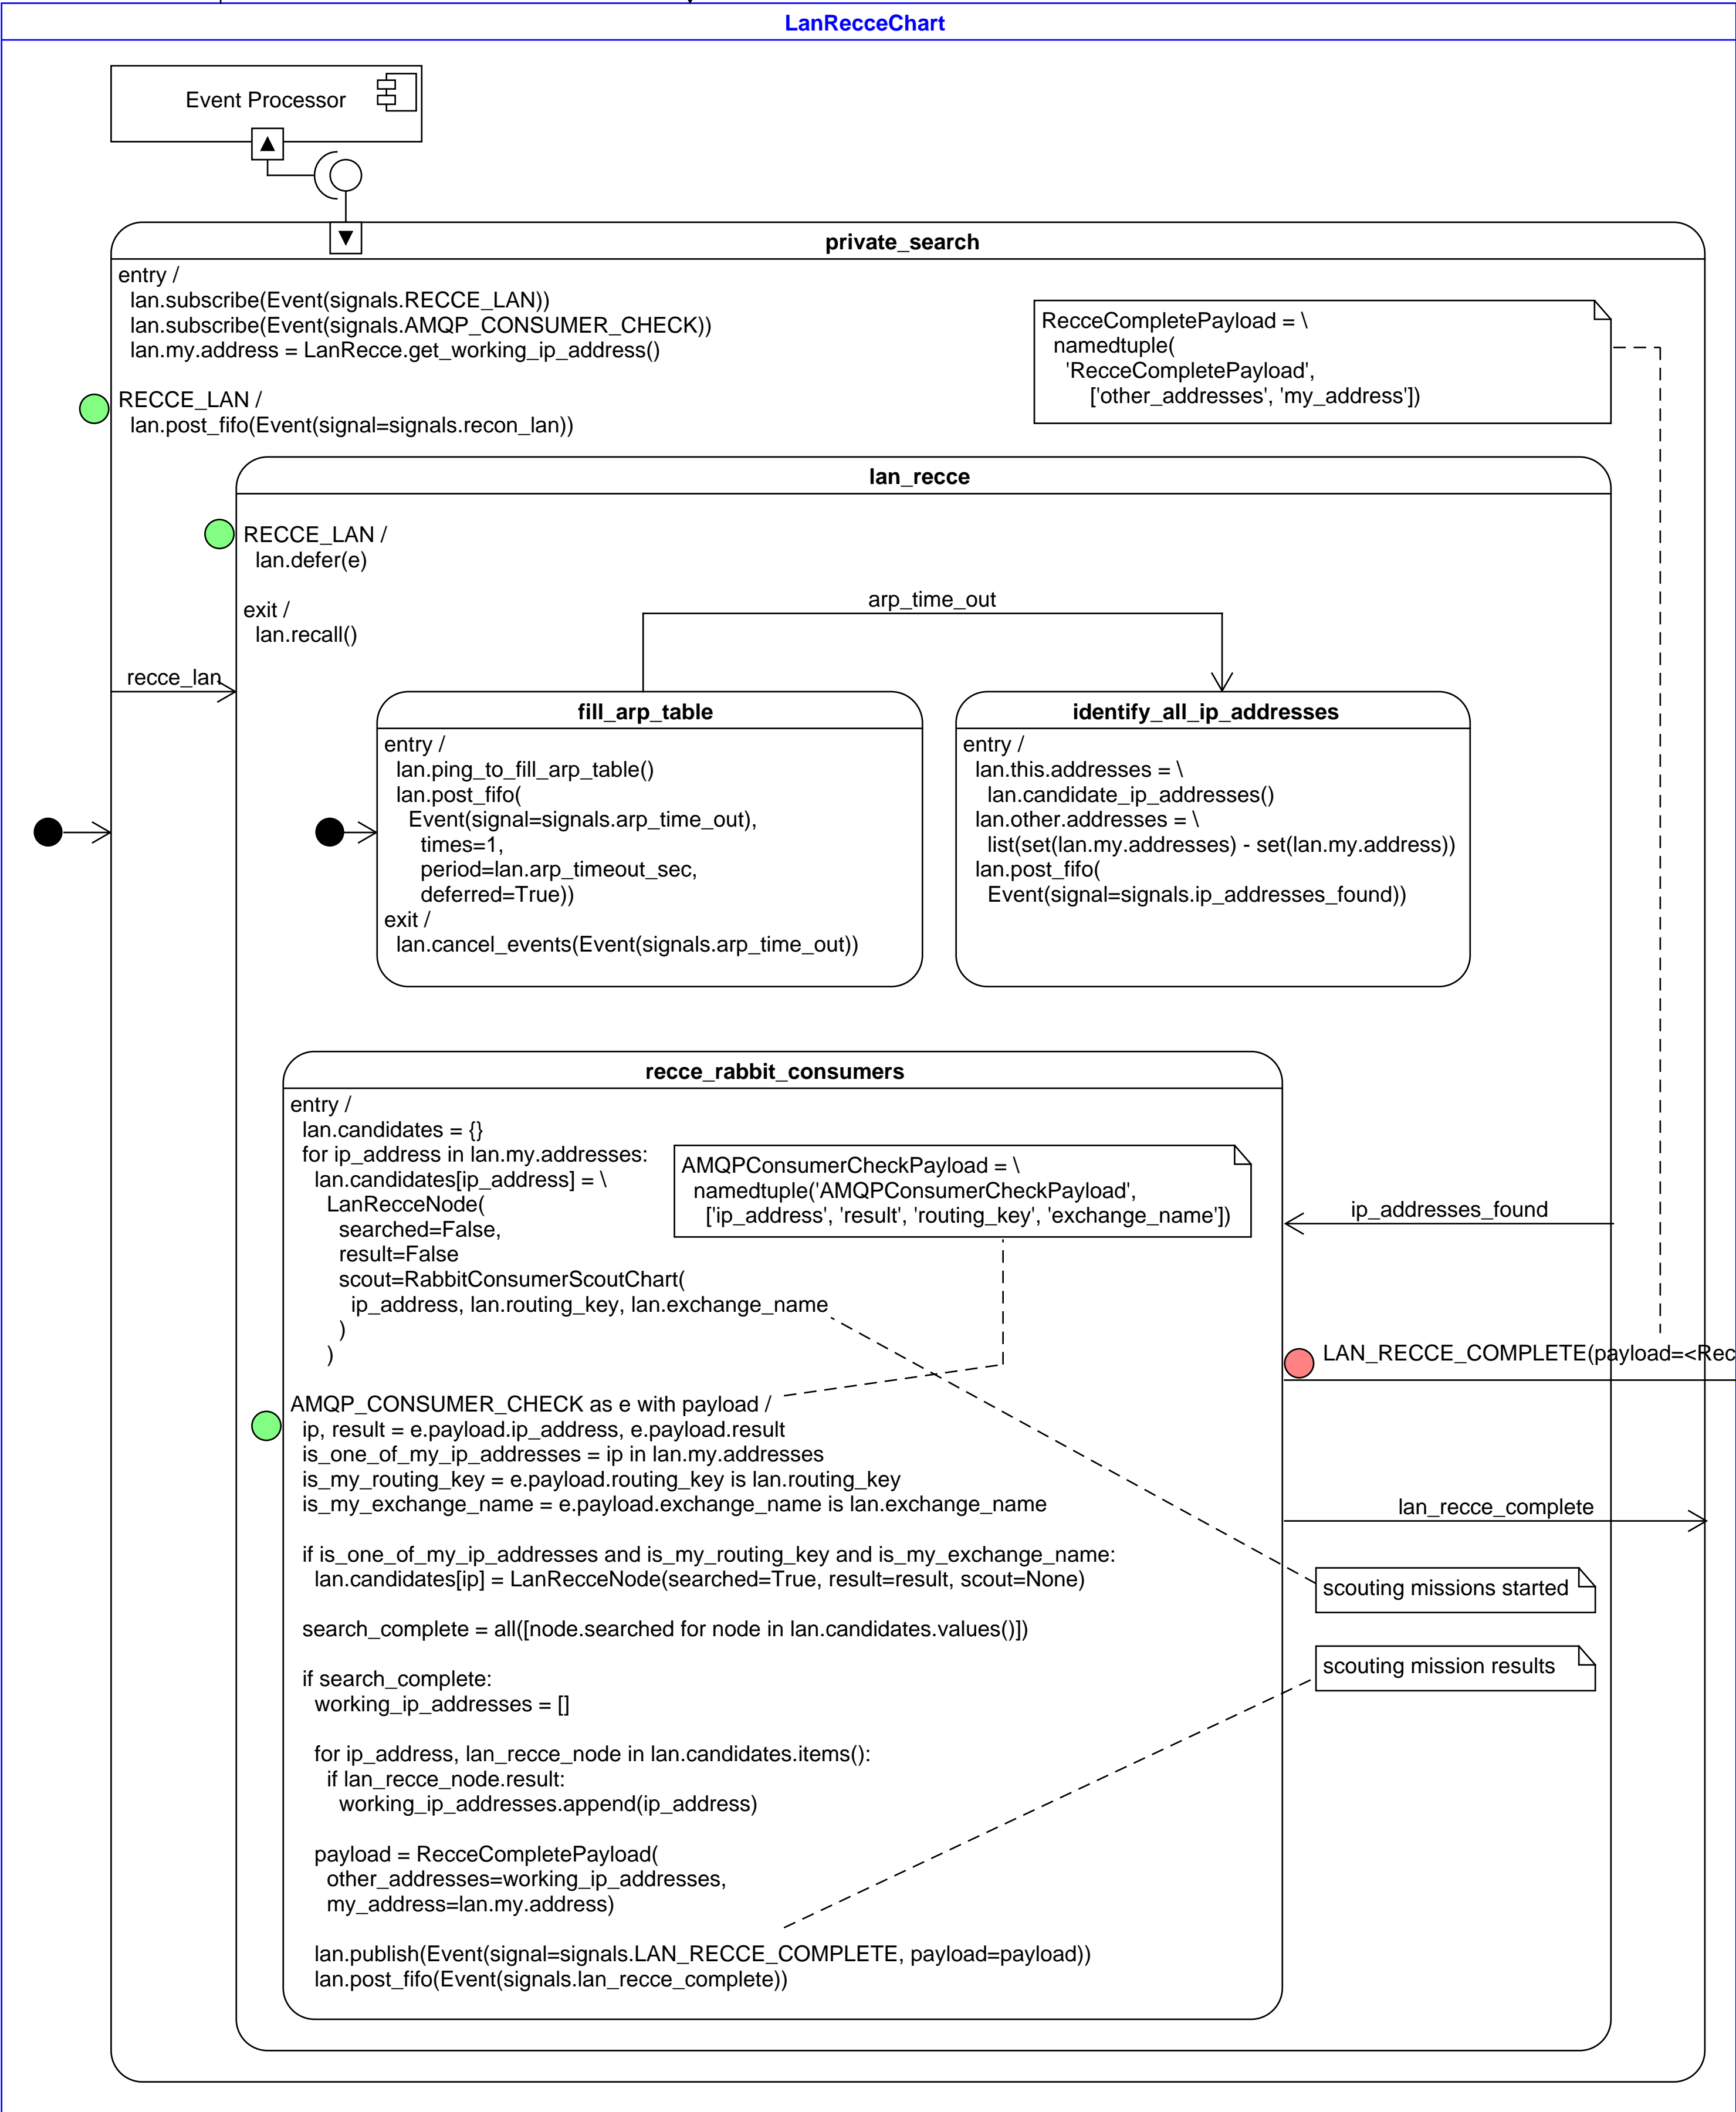 LanRecceChart
Event Processor
private_search
entry /
lan.subscribe(Event(signals.RECCE_LAN))
lan.subscribe(Event(signals.AMQP_CONSUMER_CHECK))
lan.my.address = LanRecce.get_working_ip_address()
RECCE_LAN /
lan.post_fifo(Event(signal=signals.recon_lan))
RecceCompletePayload = \
namedtuple(
'RecceCompletePayload',
['other_addresses', 'my_address'])
lan_recce
RECCE_LAN /
lan.defer(e)
exit /
lan.recall()
arp_time_out
recce_lan
fill_arp_table
entry /
lan.ping_to_fill_arp_table()
lan.post_fifo(
Event(signal=signals.arp_time_out),
times=1,
period=lan.arp_timeout_sec,
deferred=True))
exit /
lan.cancel_events(Event(signals.arp_time_out))
identify_all_ip_addresses
entry /
lan.this.addresses = \
lan.candidate_ip_addresses()
lan.other.addresses = \
list(set(lan.my.addresses) - set(lan.my.address))
lan.post_fifo(
Event(signal=signals.ip_addresses_found))
recce_rabbit_consumers
entry /
lan.candidates = {}
for ip_address in lan.my.addresses:
lan.candidates[ip_address] = \
LanRecceNode(
searched=False,
result=False
scout=RabbitConsumerScoutChart(
ip_address, lan.routing_key, lan.exchange_name
)
)
AMQPConsumerCheckPayload = \
namedtuple('AMQPConsumerCheckPayload',
['ip_address', 'result', 'routing_key', 'exchange_name'])
ip_addresses_found
LAN_RECCE_COMPLETE(payload=<Rec
AMQP_CONSUMER_CHECK as e with payload /
ip, result = e.payload.ip_address, e.payload.result
is_one_of_my_ip_addresses = ip in lan.my.addresses
is_my_routing_key = e.payload.routing_key is lan.routing_key
is_my_exchange_name = e.payload.exchange_name is lan.exchange_name
lan_recce_complete
if is_one_of_my_ip_addresses and is_my_routing_key and is_my_exchange_name:
lan.candidates[ip] = LanRecceNode(searched=True, result=result, scout=None)
scouting missions started
search_complete = all([node.searched for node in lan.candidates.values()])
scouting mission results
if search_complete:
working_ip_addresses = []
for ip_address, lan_recce_node in lan.candidates.items():
if lan_recce_node.result:
working_ip_addresses.append(ip_address)
payload = RecceCompletePayload(
other_addresses=working_ip_addresses,
my_address=lan.my.address)
lan.publish(Event(signal=signals.LAN_RECCE_COMPLETE, payload=payload))
lan.post_fifo(Event(signals.lan_recce_complete))